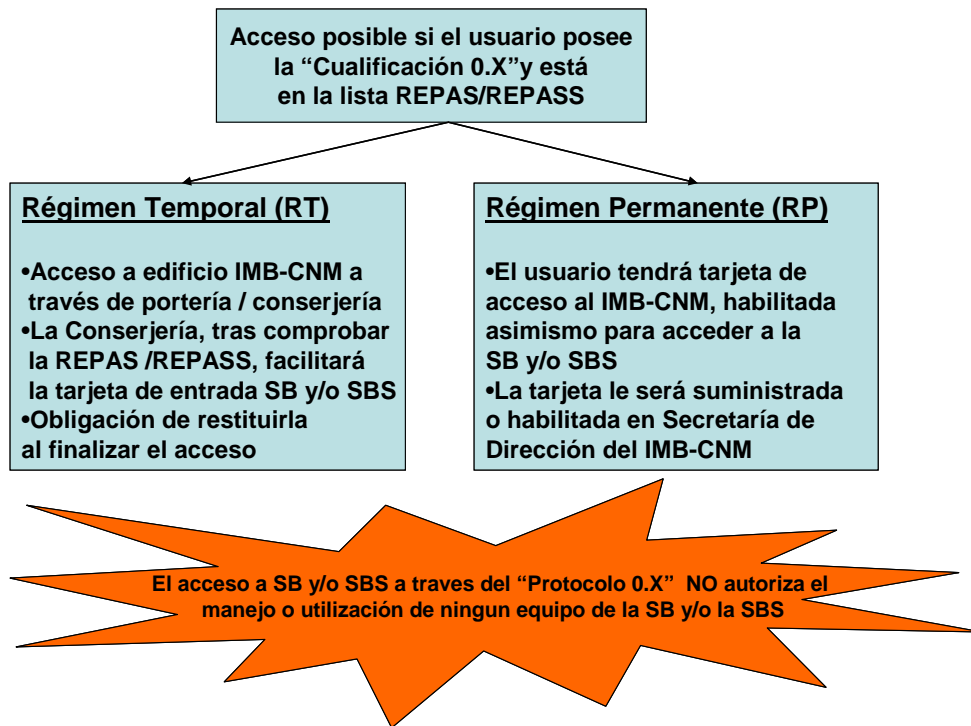 Acceso posible si el usuario posee
la “Cualificación 0.X”y está
en la lista REPAS/REPASS
Régimen Temporal (RT)
•Acceso a edificio IMB-CNM a
través de portería / conserjería
•La Conserjería, tras comprobar
la REPAS /REPASS, facilitará
la tarjeta de entrada SB y/o SBS
•Obligación de restituirla
al finalizar el acceso
Régimen Permanente (RP)
•El usuario tendrá tarjeta de
acceso al IMB-CNM, habilitada
asimismo para acceder a la
SB y/o SBS
•La tarjeta le será suministrada
o habilitada en Secretaría de
Dirección del IMB-CNM
El acceso a SB y/o SBS a traves del “Protocolo 0.X” NO autoriza el
manejo o utilización de ningun equipo de la SB y/o la SBS